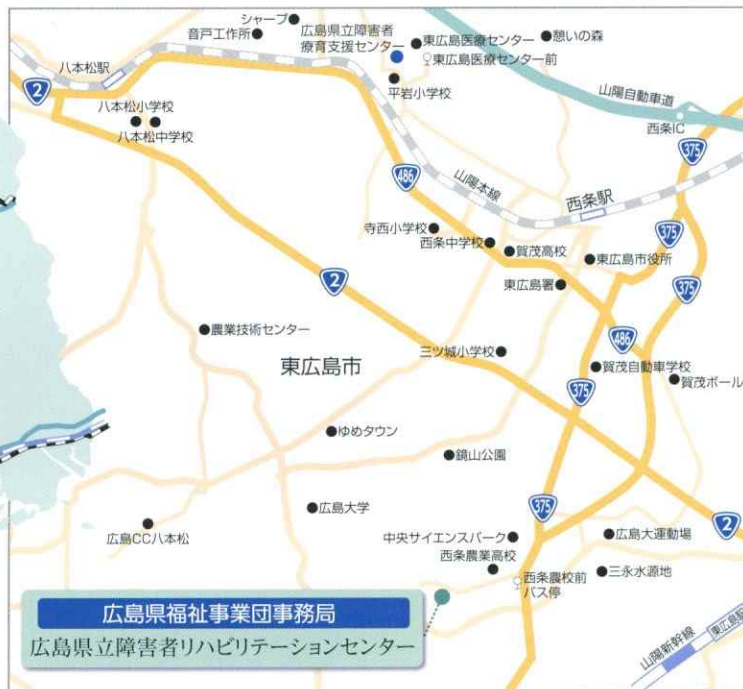 シャープ
音戸工作所
広島県立障害者
療育支援センター
東広島医療センター
東広島医療センター前
憩いの森
平岩小学校
八本松駅
2
山陽自動車道
西条IC
八本松小学校
八本松中学校
375
486
山陽本線
西条駅
寺西小学校
西条中学校
賀茂高校
375
東広島市役所
2
東広島署
375
農業技術センター
486
三ツ城小学校
東広島市
賀茂自動車学校
賀茂ボール
375
ゆめタウン
鏡山公園
広島大学
375
広島CC八本松
中央サイエンスパーク
広島大運動場
2
西条農業高校
西条農校前
バス停
三永水源地
広島県福祉事業団事務局
広島県立障害者リハビリテーションセンター
山陽新幹線
東広島駅